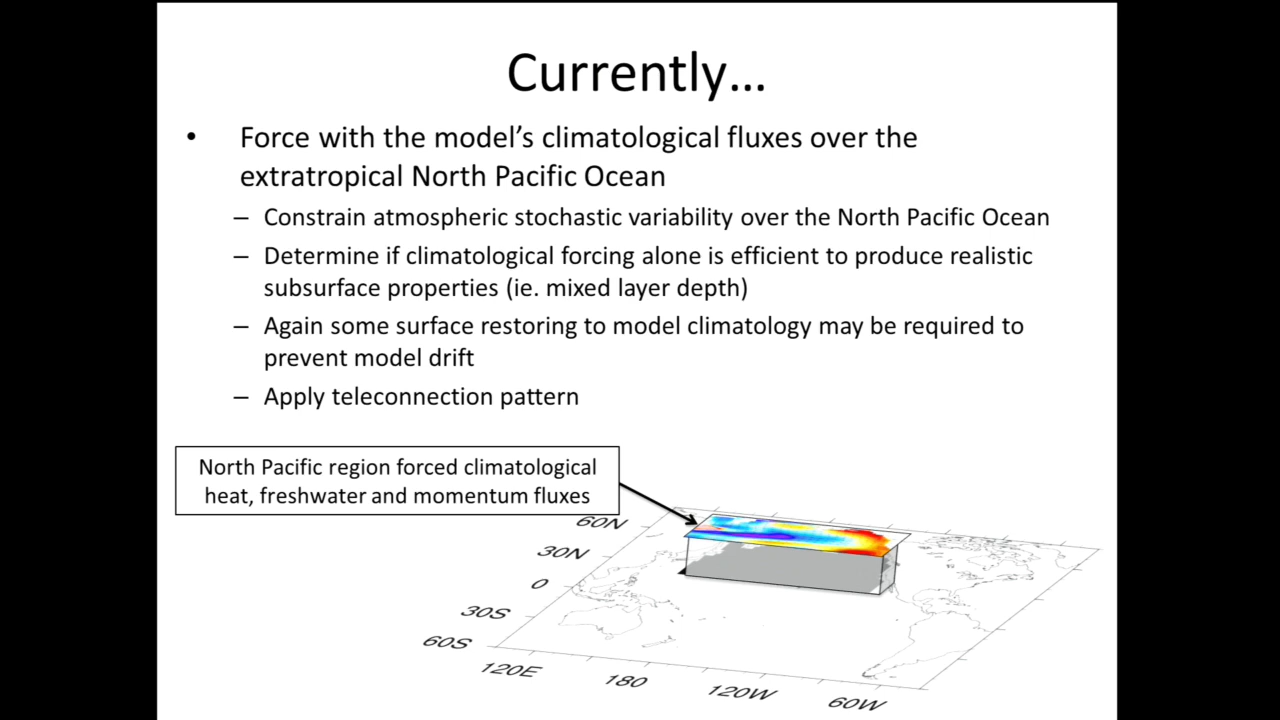 Currently...
• Force with the model's climatological fluxes over the
extratropical North Pacific Ocean
– Constrain atmospheric stochastic variability over the North Pacific Ocean
– Determine if climatological forcing alone is efficient to produce realistic
subsurface properties (ie. mixed layer depth)
– Again some surface restoring to model climatology may be required to
prevent model drift
– Apply teleconnection pattern
North Pacific region forced climatological
heat, freshwater and momentum fluxes
60N
30N
0
30S
60S
120E
180
120W
60W